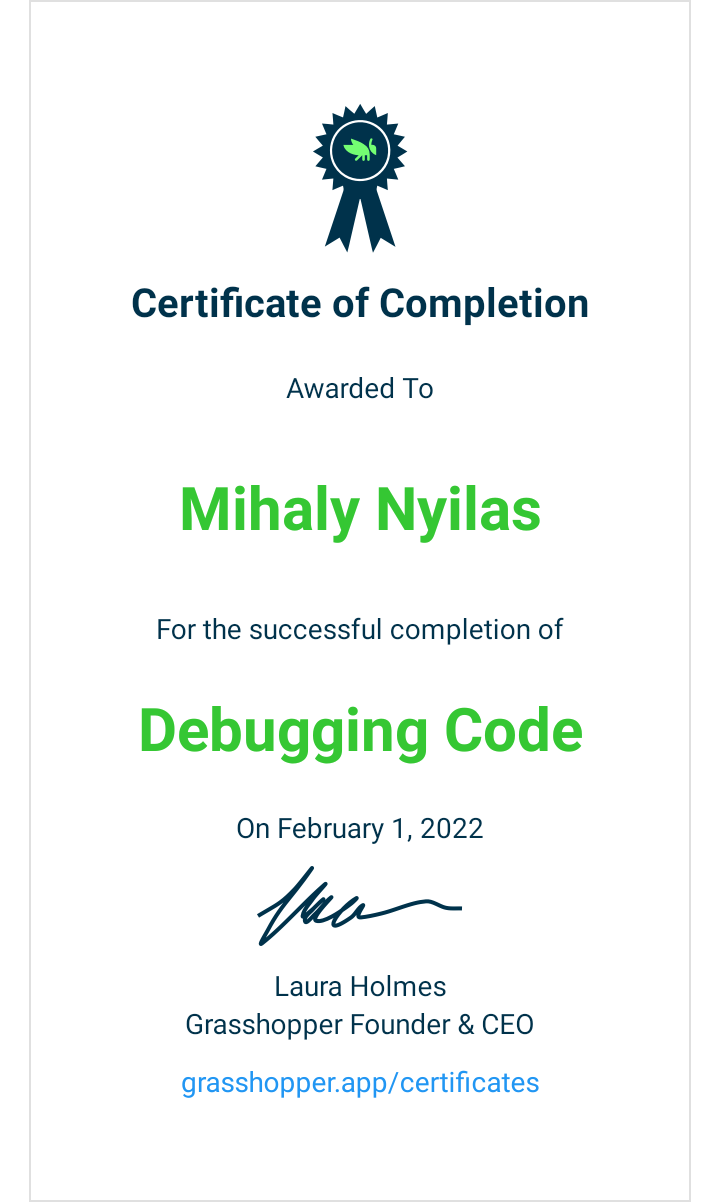 Certificate of Completion
Awarded To
Mihaly Nyilas
For the successful completion of
Debugging Code
On February 1, 2022
Laura Holmes
Grasshopper Founder & CEO
grasshopper.app/certificates